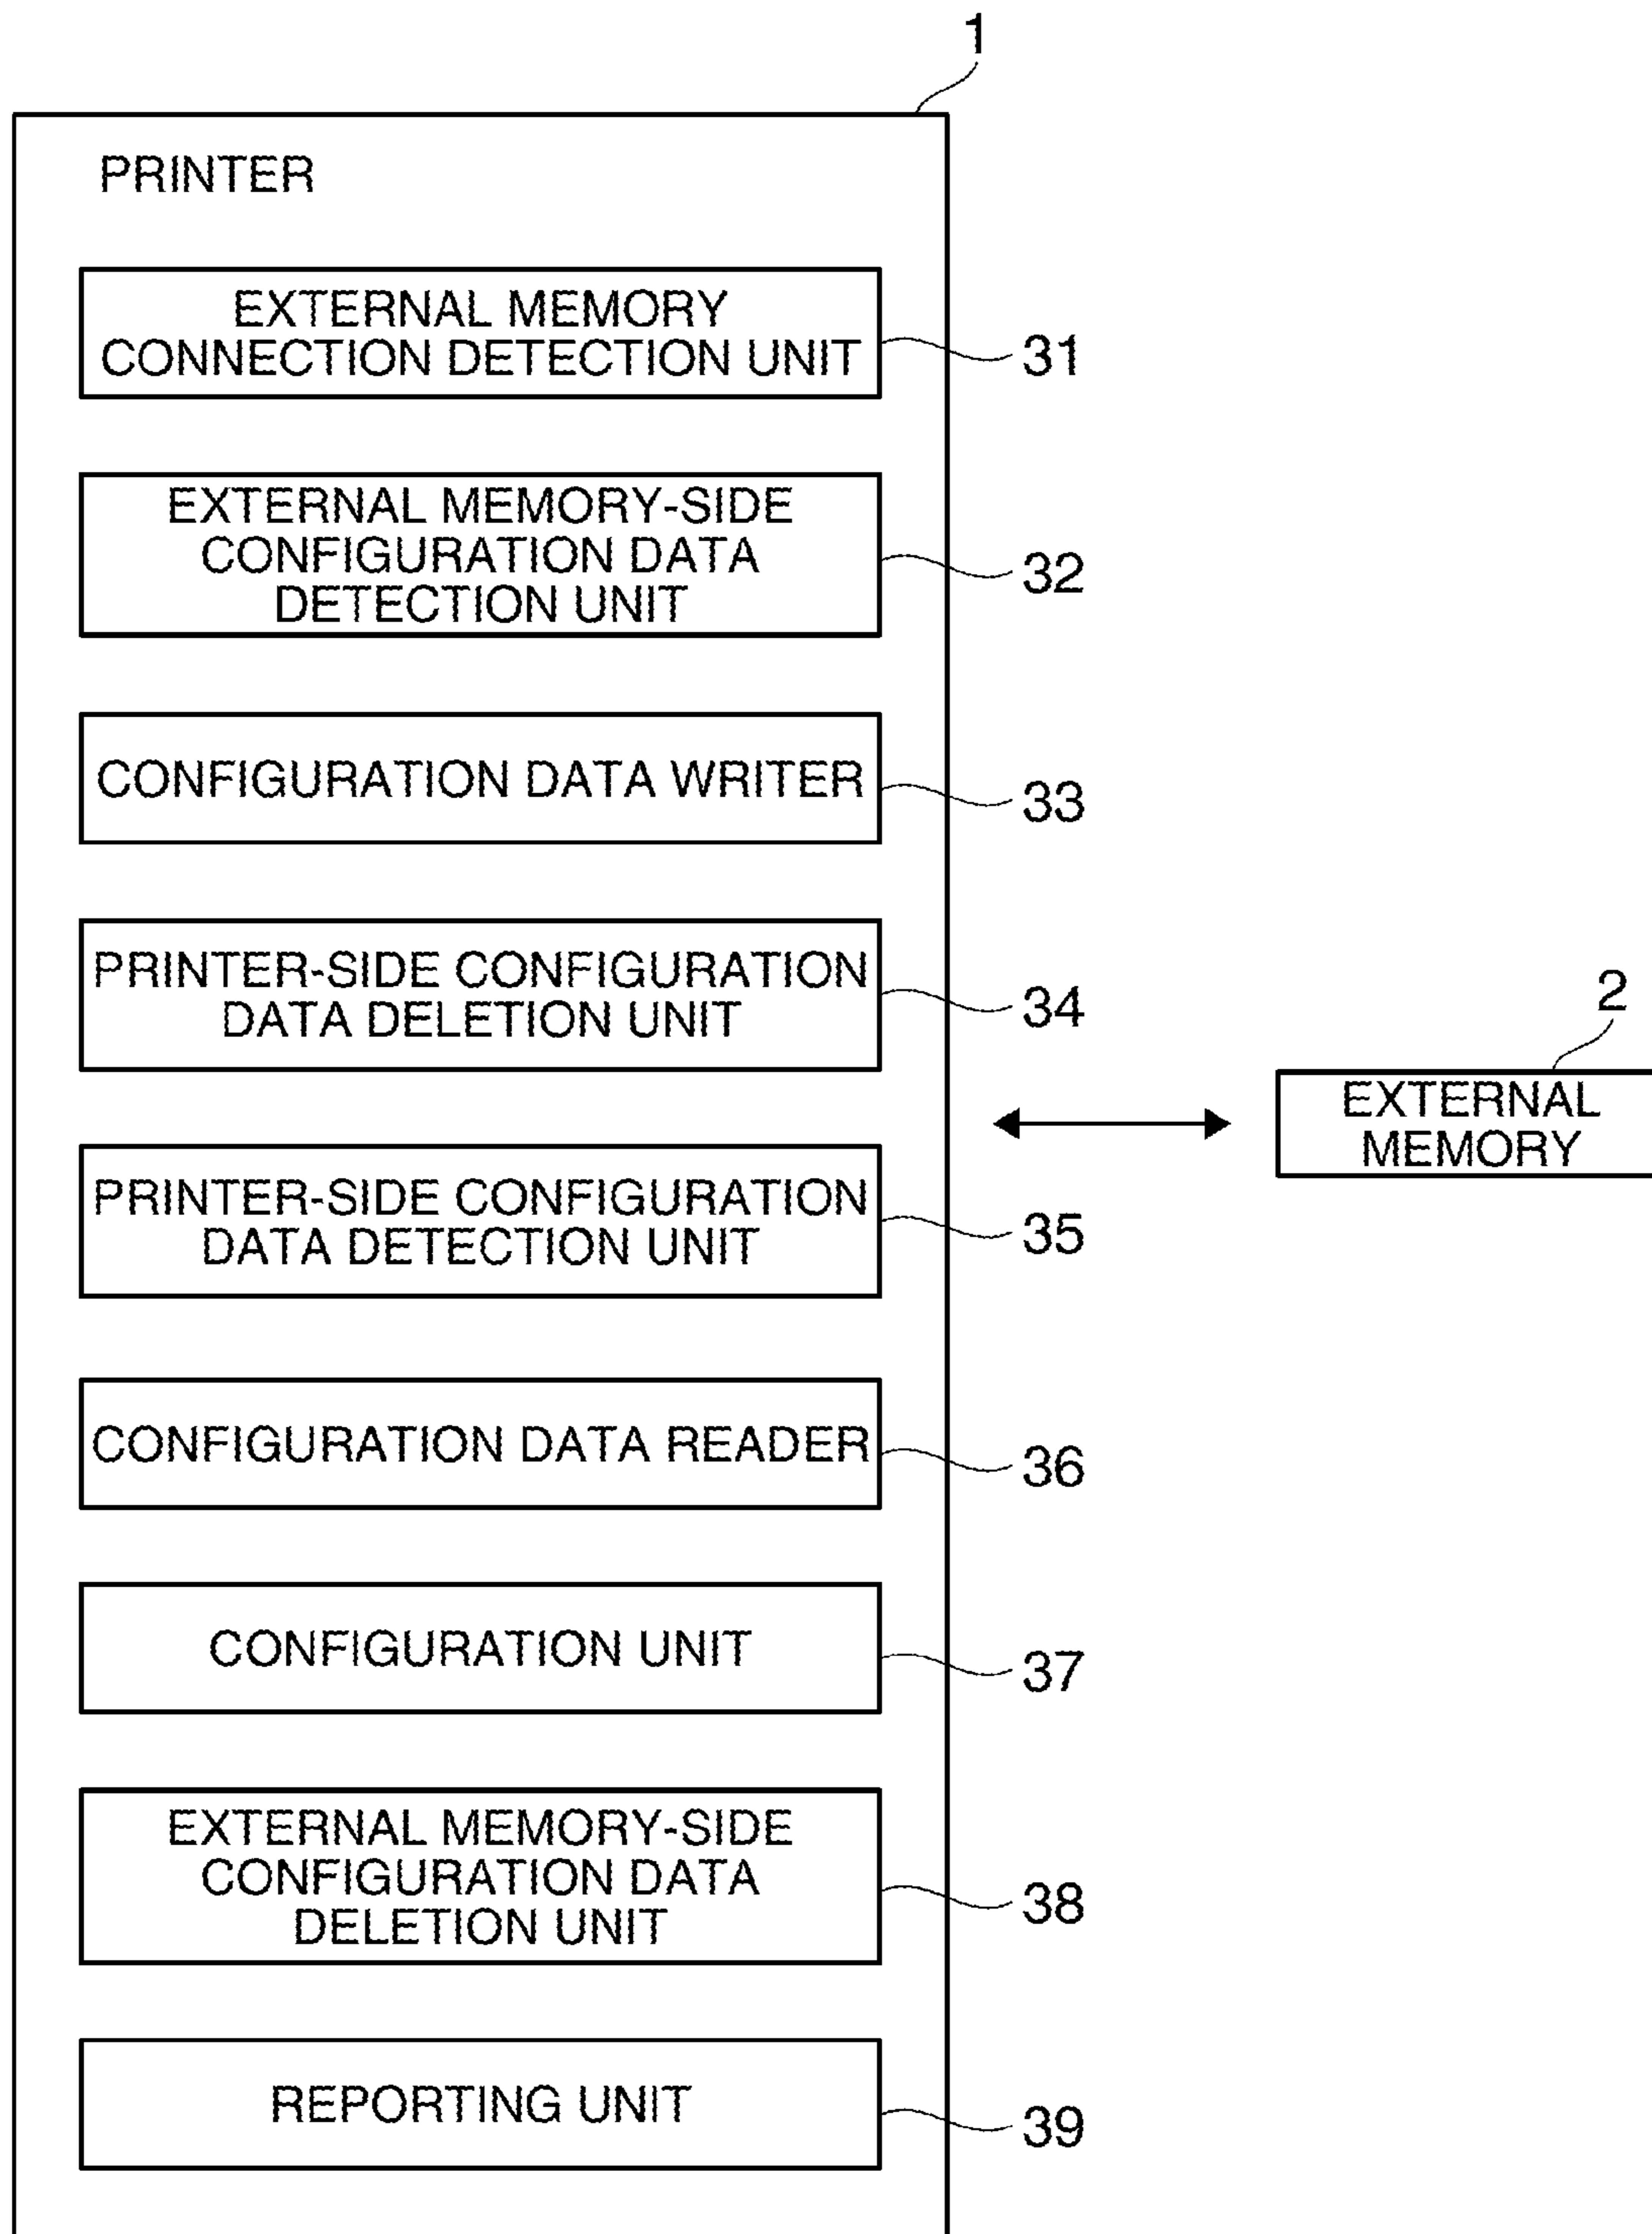 1
PRINTER
EXTERNAL MEMORY
CONNECTION DETECTION UNIT
31
EXTERNAL MEMORY-SIDE
CONFIGURATION DATA
DETECTION UNIT
32
CONFIGURATION DATA WRITER
33
PRINTER-SIDE CONFIGURATION
DATA DELETION UNIT
34
2
EXTERNAL
MEMORY
PRINTER-SIDE CONFIGURATION
DATA DETECTION UNIT
35
CONFIGURATION DATA READER
36
CONFIGURATION UNIT
37
EXTERNAL MEMORY-SIDE
CONFIGURATION DATA
DELETION UNIT
38
REPORTING UNIT
39